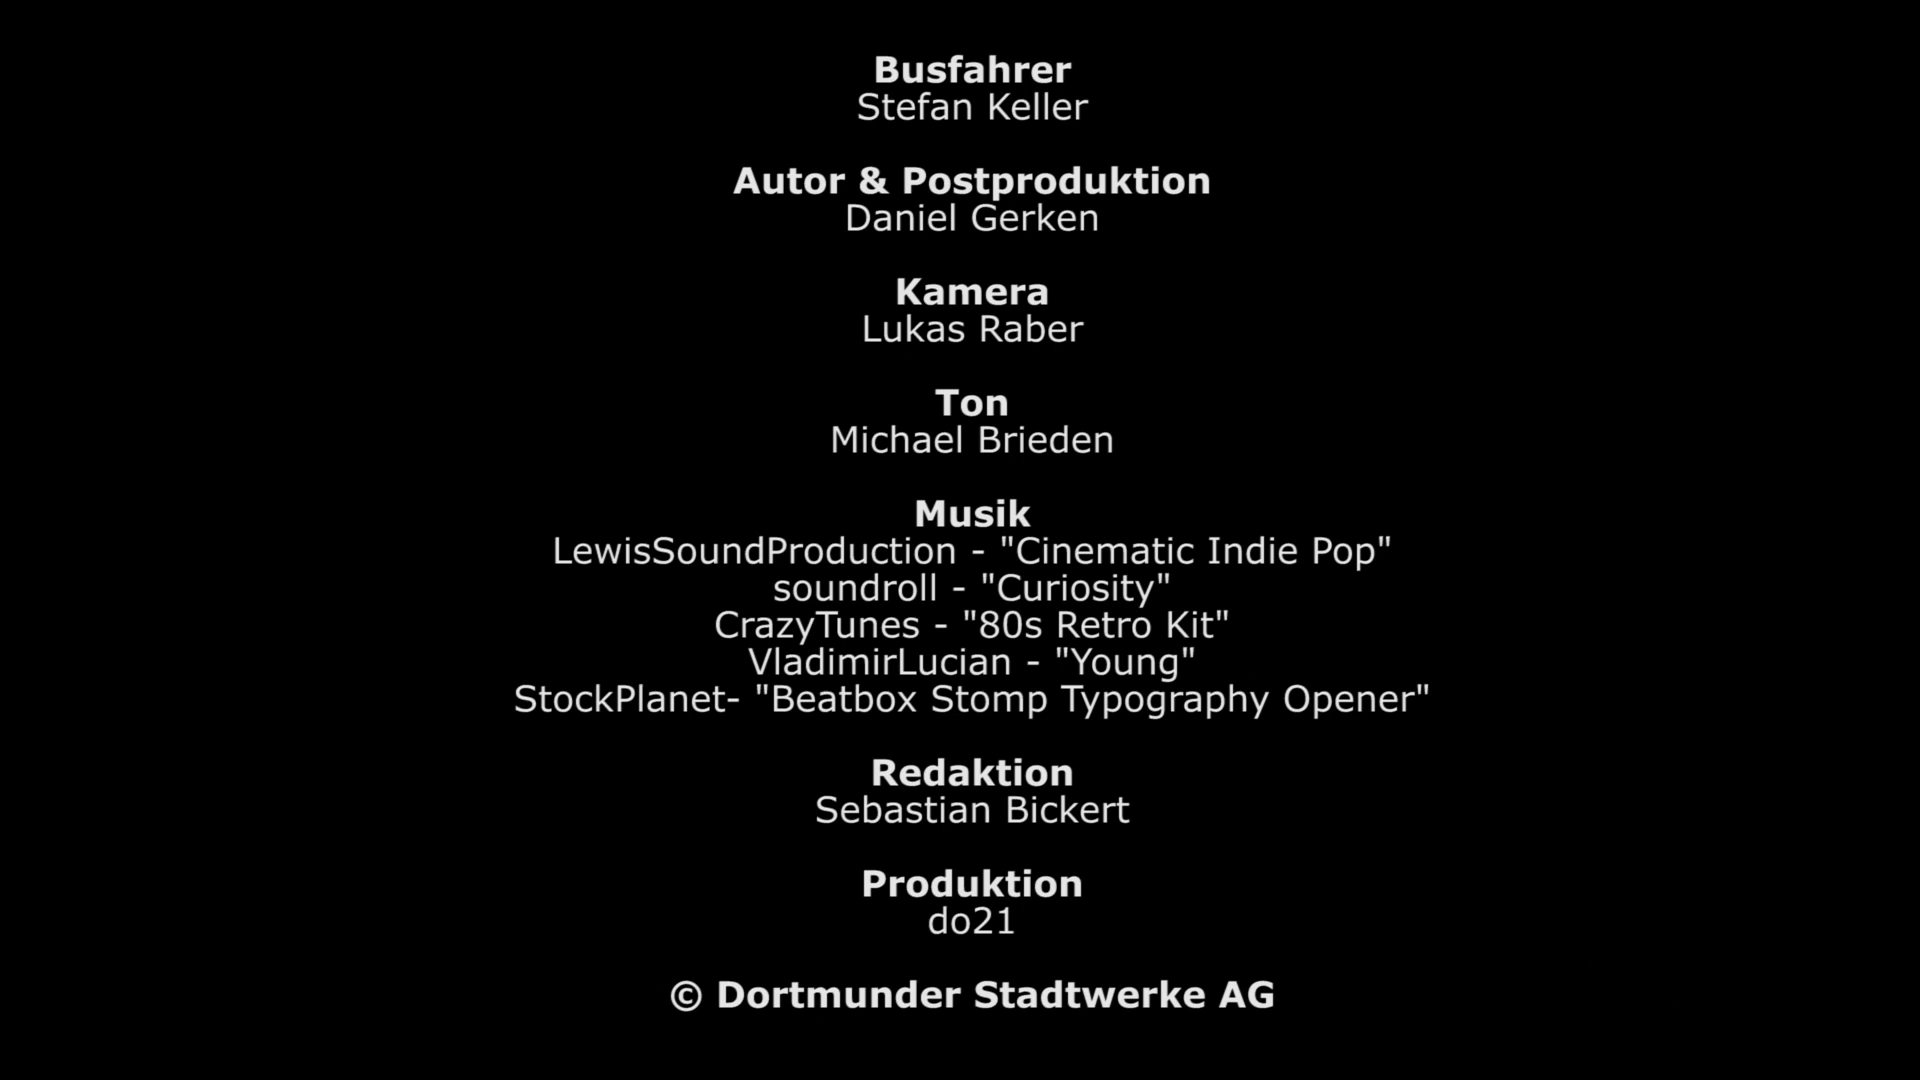 Busfahrer
Stefan Keller
Autor & Postproduktion
Daniel Gerken
Kamera
Lukas Raber
Ton
Michael Brieden
Musik
LewisSoundProduction - "Cinematic Indie Pop"
soundroll - "Curiosity"
CrazyTunes - "80s Retro Kit"
VladimirLucian - "Young"
StockPlanet- "Beatbox Stomp Typography Opener"
Redaktion
Sebastian Bickert
Produktion
do21
© Dortmunder Stadtwerke AG